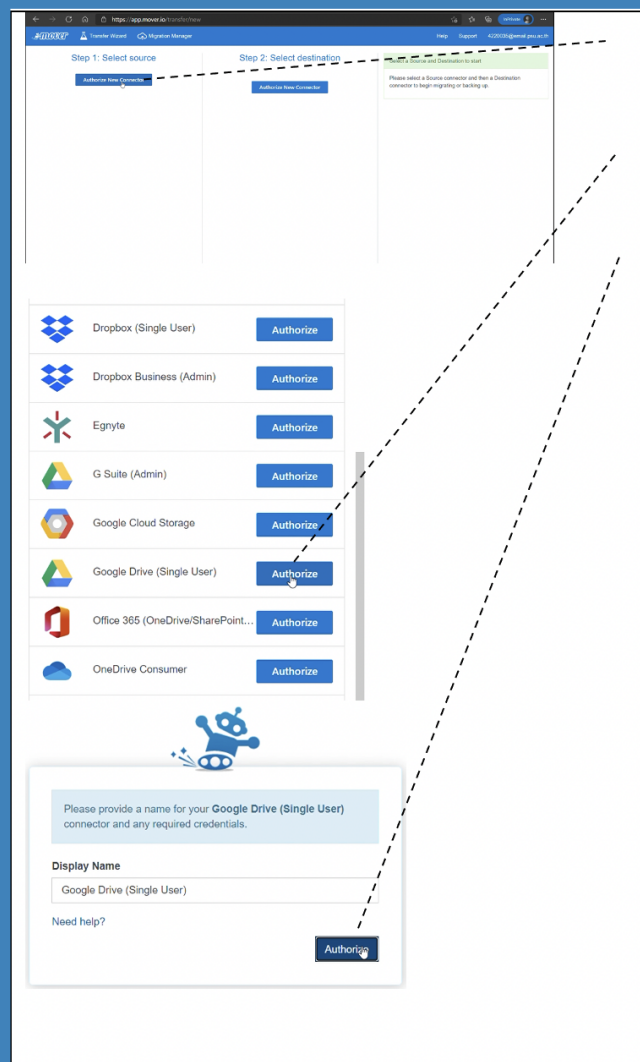 https://app.mover.io/transfer/new
mover Transfer Wizard Migration Manager Help Support
Step 1: Select source
Authorize New Connector
Step 2: Select destination
Authorize New Connector
Select a Source and Destination to start
Please select a Source connector and then a Destination
connector to begin migrating or backing up.
Dropbox (Single User) Authorize
Dropbox Business (Admin) Authorize
Egnyte Authorize
G Suite (Admin) Authorize
Google Cloud Storage Authorize
Google Drive (Single User) Authorize
Office 365 (OneDrive/SharePoint... Authorize
OneDrive Consumer Authorize
Please provide a name for your Google Drive (Single User)
connector and any required credentials.
Display Name
Google Drive (Single User)
Need help?
Authorize